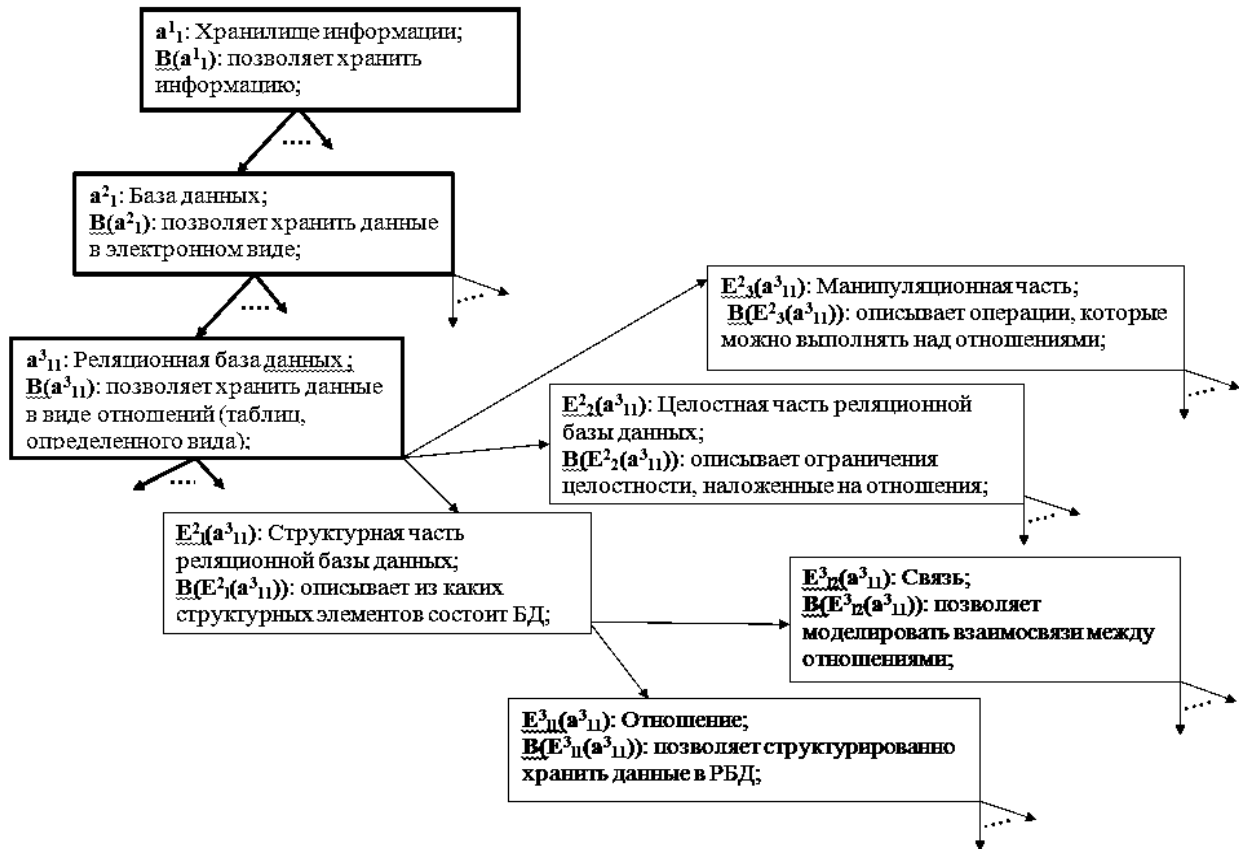 a¹₁: Хранилище информации;
B(a¹₁): позволяет хранить
информацию;
....
a²₁: База данных;
B(a²₁): позволяет хранить данные
в электронном виде;
....
....
a³₁₁: Реляционная база данных ;
B(a³₁₁): позволяет хранить данные
в виде отношений (таблиц,
определенного вида);
....
E²₃(a³₁₁): Манипуляционная часть;
B(E²₃(a³₁₁)): описывает операции, которые
можно выполнять над отношениями;
....
E²₂(a³₁₁): Целостная часть реляционной
базы данных;
B(E²₂(a³₁₁)): описывает ограничения
целостности, наложенные на отношения;
....
E²₁(a³₁₁): Структурная часть
реляционной базы данных;
B(E²₁(a³₁₁)): описывает из каких
структурных элементов состоит БД;
E³₁₂(a³₁₁): Связь;
B(E³₁₂(a³₁₁)): позволяет
моделировать взаимосвязи между
отношениями;
....
E³₁₁(a³₁₁): Отношение;
B(E³₁₁(a³₁₁)): позволяет структурированно
хранить данные в РБД;
....